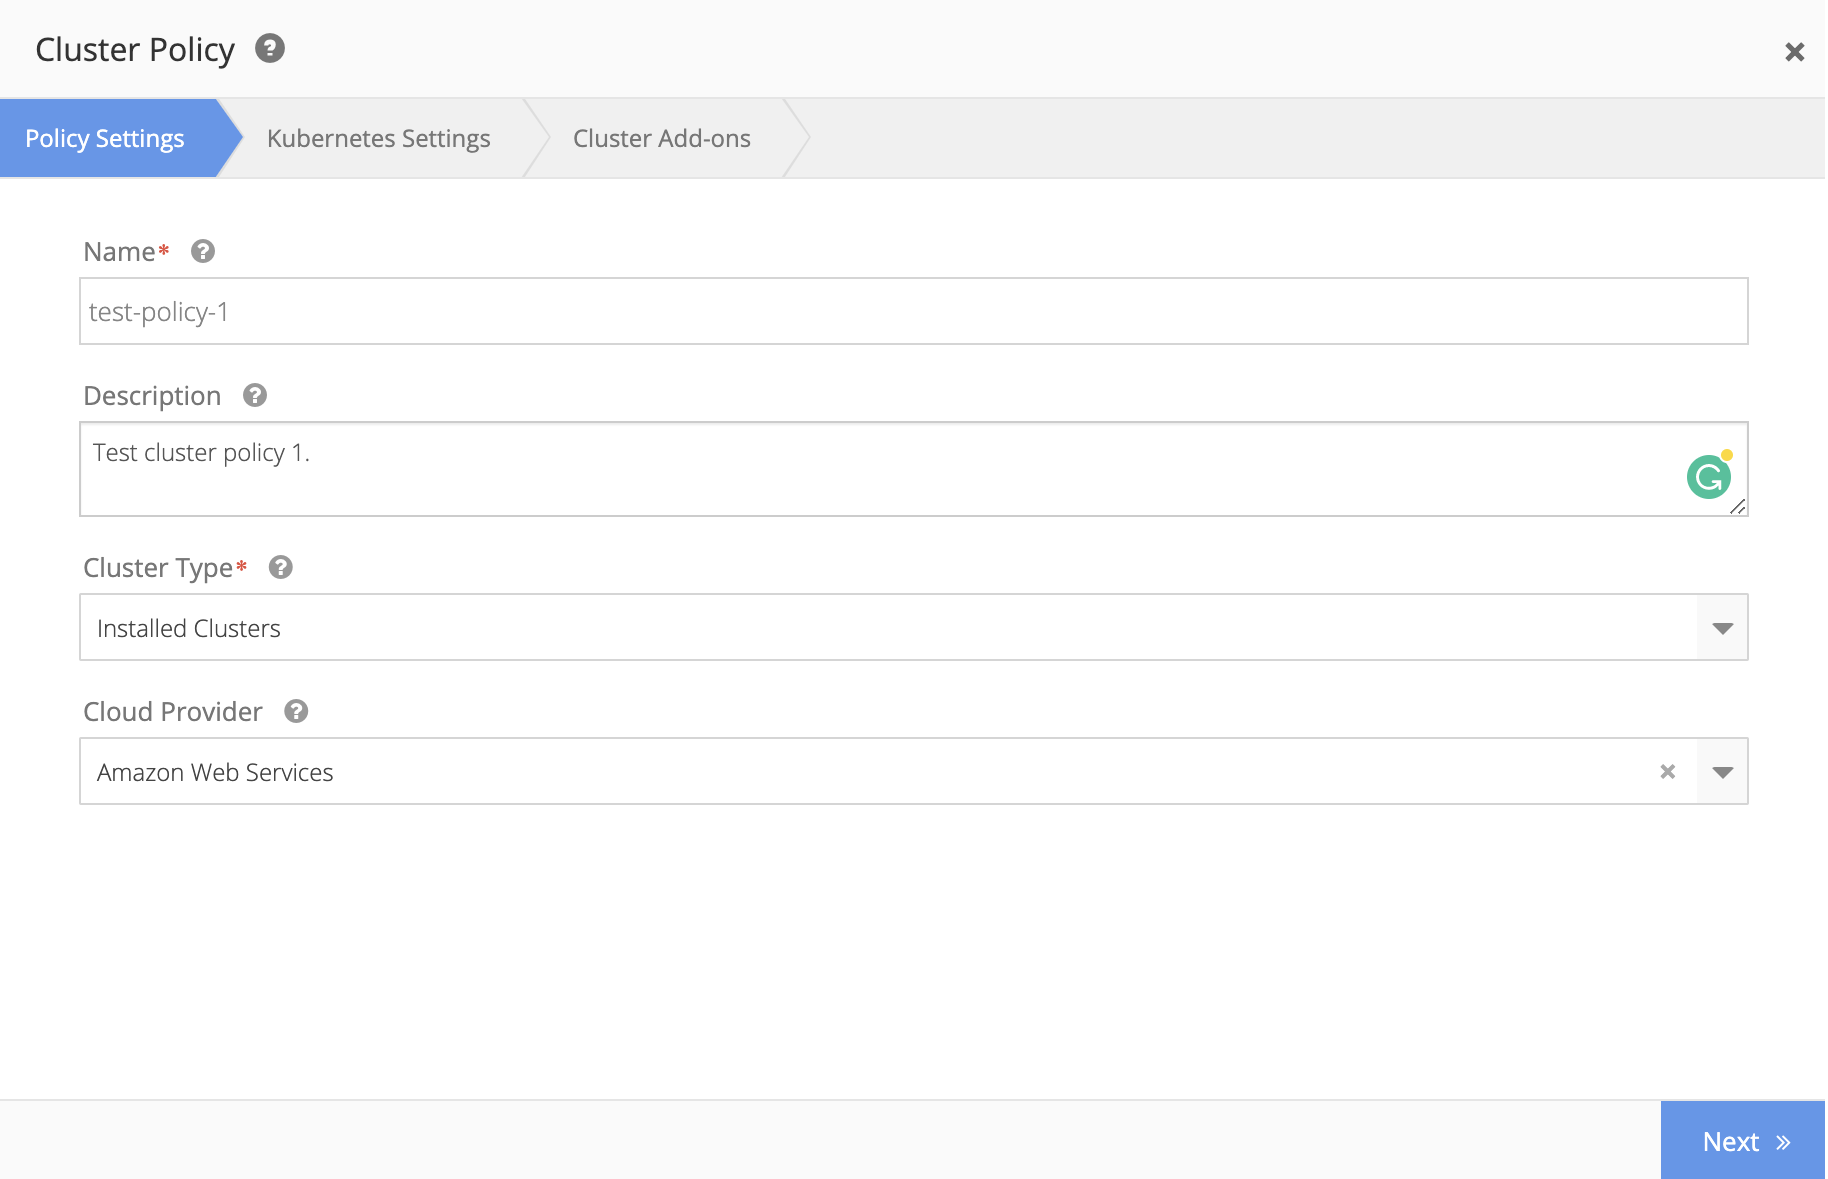 Cluster Policy ?
Policy Settings
Kubernetes Settings
Cluster Add-ons
Name* ?
test-policy-1
Description ?
Test cluster policy 1.
Cluster Type* ?
Installed Clusters
Cloud Provider ?
Amazon Web Services
Next »